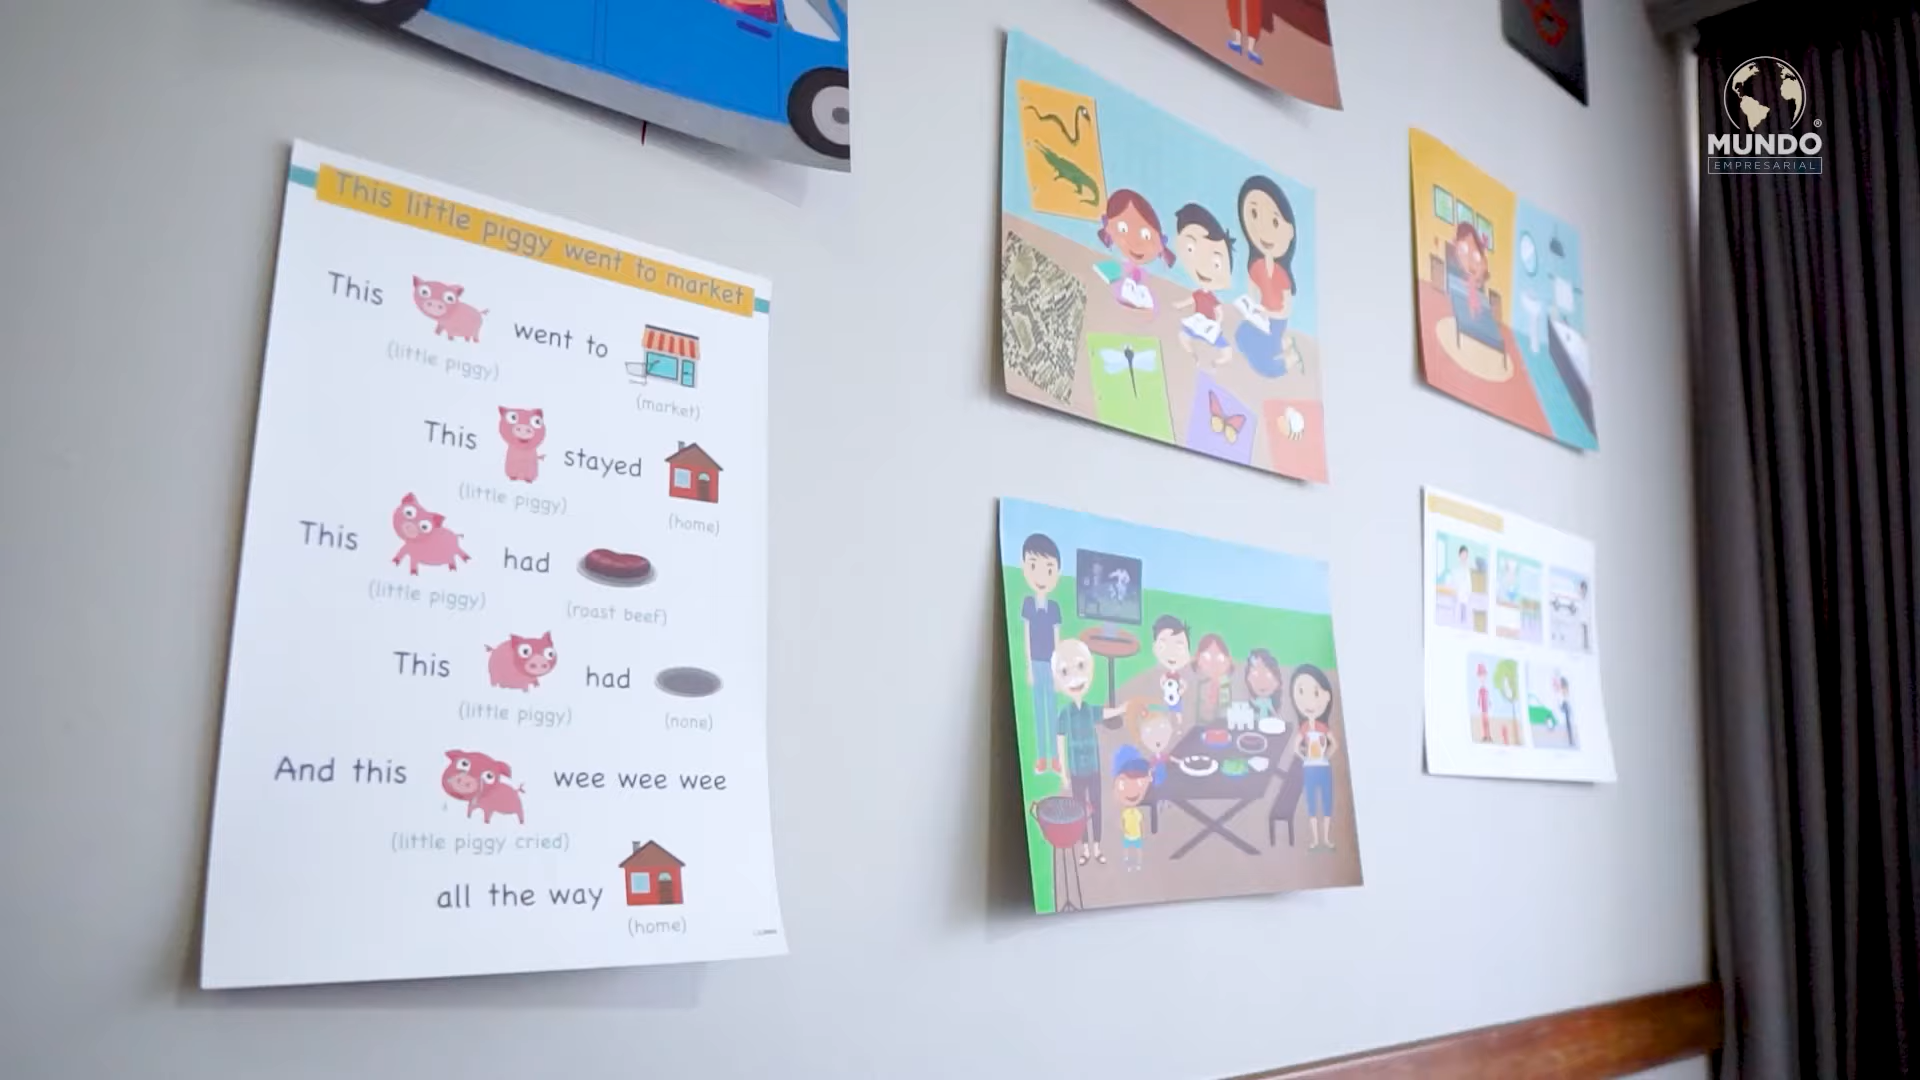 This little piggy went to market
This went to
(little piggy) (market)
This stayed
(little piggy) (home)
This had
(little piggy) (roast beef)
This had
(little piggy) (none)
And this wee wee wee
(little piggy cried)
all the way
(home)
MUNDO
EMPRESARIAL